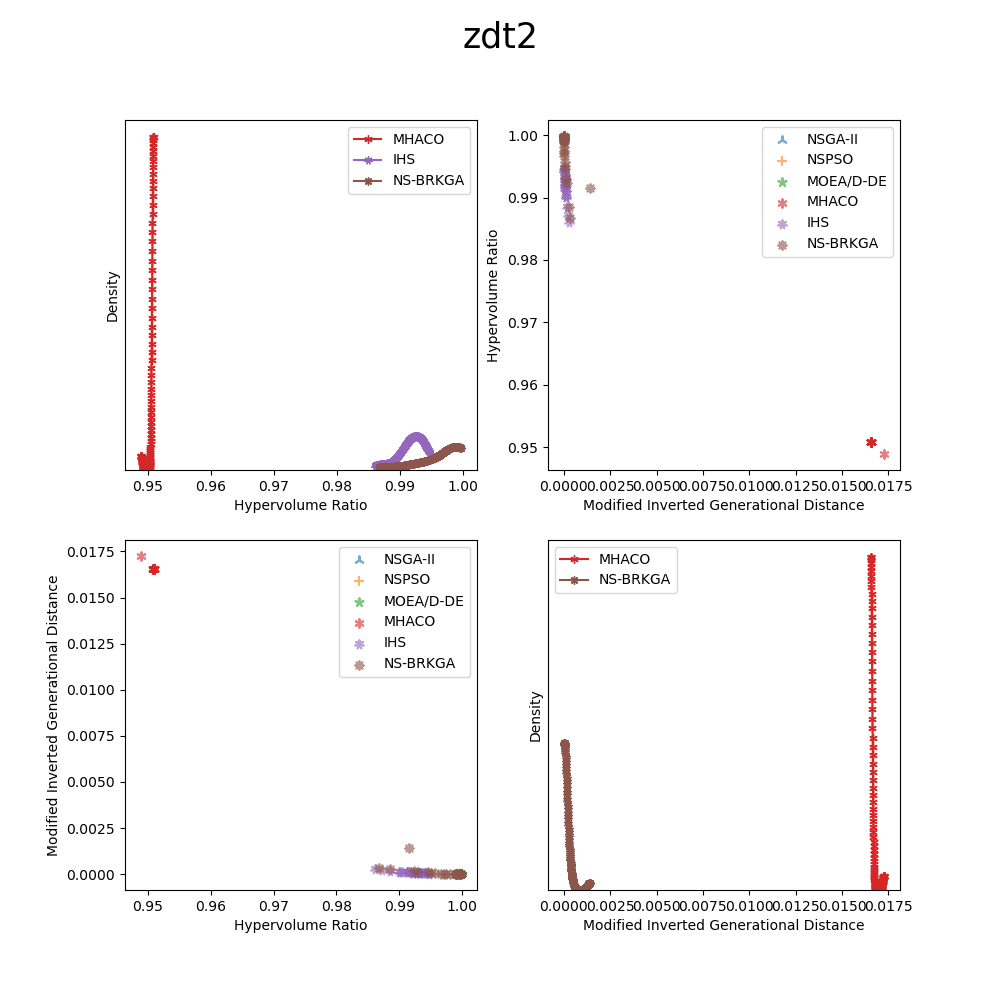 zdt2
MHACO
IHS
NS-BRKGA
Density
0.95 0.96 0.97 0.98 0.99 1.00
Hypervolume Ratio
1.00
0.99
0.98
0.97
0.96
0.95
Hypervolume Ratio
NSGA-II
NSPSO
MOEA/D-DE
MHACO
IHS
NS-BRKGA
0.0000 0.0025 0.0050 0.0075 0.0100 0.0125 0.0150 0.0175
Modified Inverted Generational Distance
0.0175
0.0150
0.0125
0.0100
0.0075
0.0050
0.0025
0.0000
Modified Inverted Generational Distance
NSGA-II
NSPSO
MOEA/D-DE
MHACO
IHS
NS-BRKGA
0.95 0.96 0.97 0.98 0.99 1.00
Hypervolume Ratio
MHACO
NS-BRKGA
Density
0.0000 0.0025 0.0050 0.0075 0.0100 0.0125 0.0150 0.0175
Modified Inverted Generational Distance